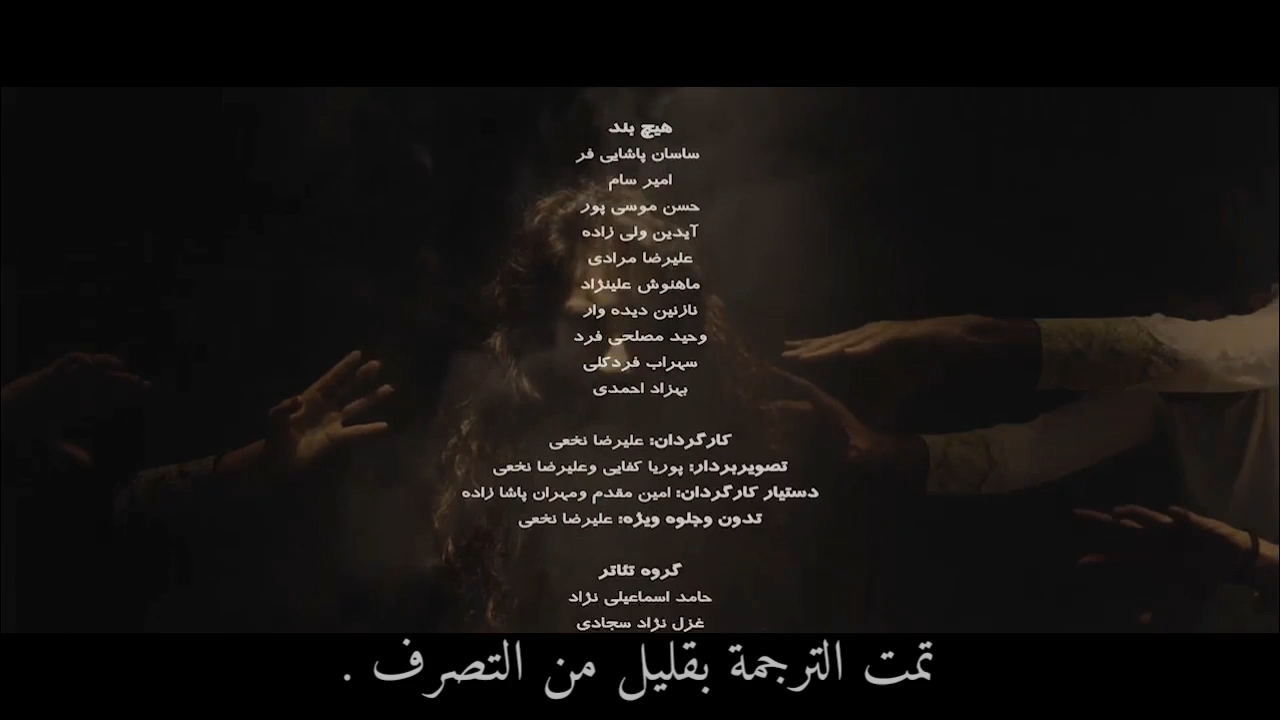 هیچ بند
ساسان پاشایی فر
امیر سام
حسن موسی پور
آیدین ولی زاده
علیرضا مرادی
ماهنوش علینژاد
نازنین دیده وار
وحید مصلحی فرد
سهراب فردکلی
بهزاد احمدی
کارگردان: علیرضا نخعی
تصویربردار: پوریا کفایی وعلیرضا نخعی
دستیار کارگردان: امین مقدم ومهران پاشا زاده
تدون وجلوه ویژه: علیرضا نخعی
گروه تئاتر
حامد اسماعیلی نژاد
غزل نژاد سجادی
تمت الترجمة بقليل من التصرف .